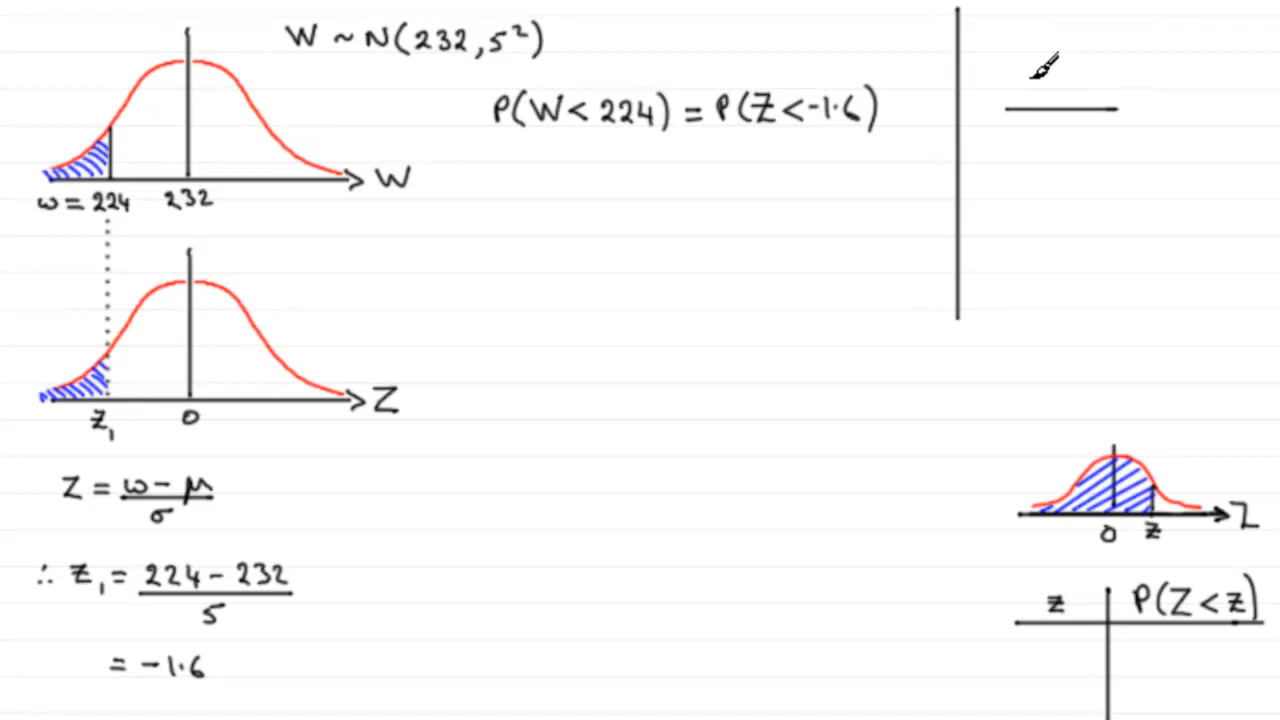 W ~ N(232, 5²)
P(W < 224) = P(Z < -1.6)
W
w = 224 232
Z
z₁ 0
Z = w - μ / σ
∴ z₁ = 224 - 232 / 5
= -1.6
Z
0 z
z P(Z < z)